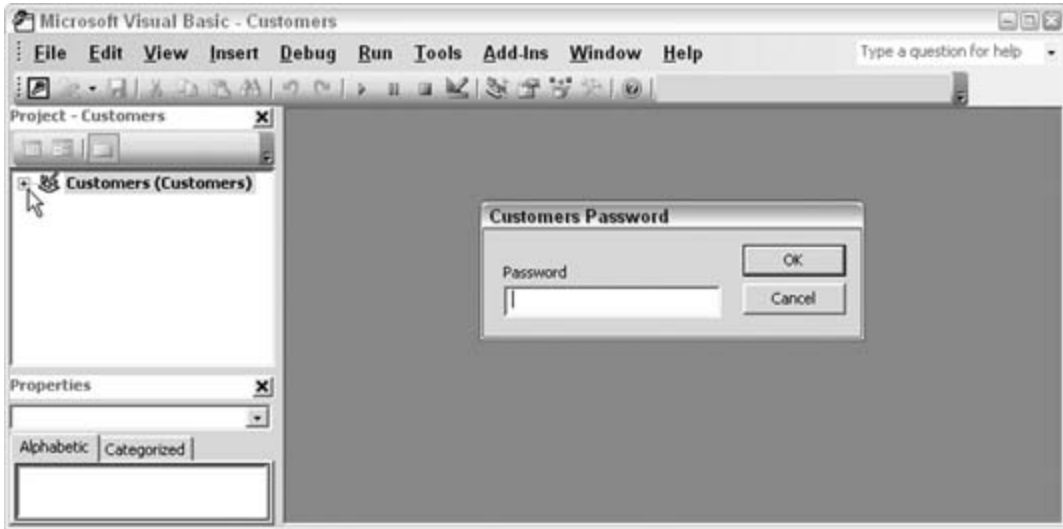 Microsoft Visual Basic - Customers
File Edit View Insert Debug Run Tools Add-Ins Window Help
Type a question for help
Project - Customers
Customers (Customers)
Customers Password
Password
OK
Cancel
Properties
Alphabetic Categorized